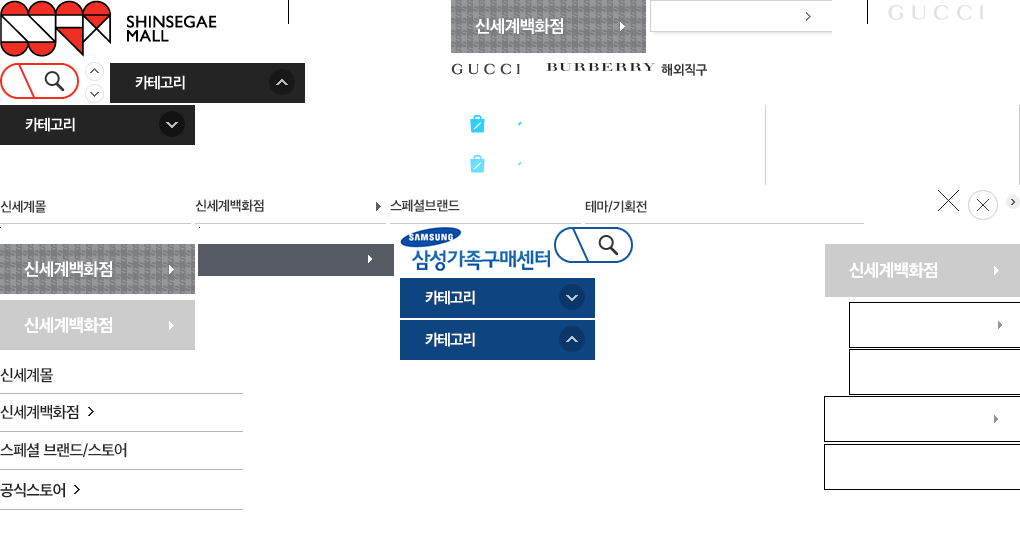 SHINSEGAE
MALL
신세계백화점
GUCCI
GUCCI
BURBERRY
해외직구
카테고리
카테고리
신세계몰
신세계백화점
스페셜브랜드
테마/기획전
SAMSUNG
삼성가족구매센터
신세계백화점
신세계백화점
카테고리
카테고리
신세계백화점
신세계몰
신세계백화점
스페셜 브랜드/스토어
공식스토어